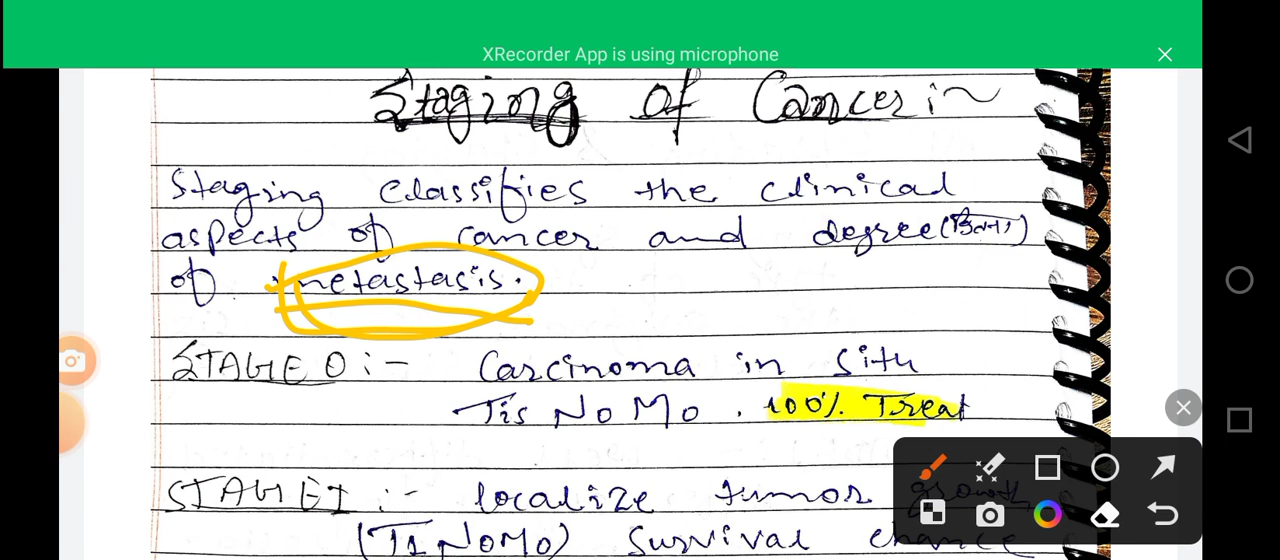 XRecorder App is using microphone
Staging of Cancer:~
Staging classifies the clinical
aspects of cancer and degree
of metastasis.
STAGE 0 :- Carcinoma in Situ
Tis N0 M0. 100% Treat
STAGE I :- localize tumor growth
(T1 N0 M0) Survival chance